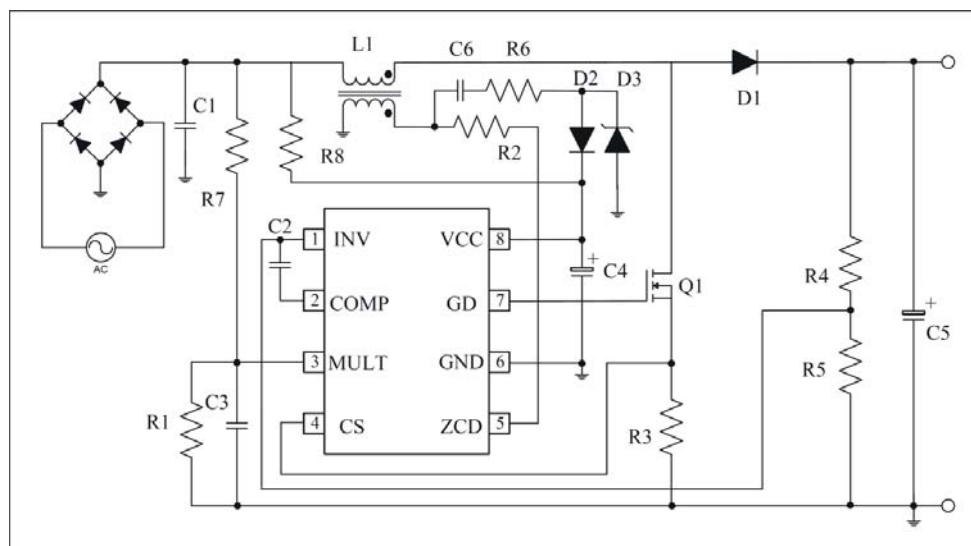 L1
C6
R6
D2
D3
D1
C1
R7
R8
R2
AC
C2
1
INV
VCC
8
C4
+
2
COMP
GD
7
Q1
R4
+
C5
3
MULT
GND
6
R5
R1
C3
4
CS
ZCD
5
R3